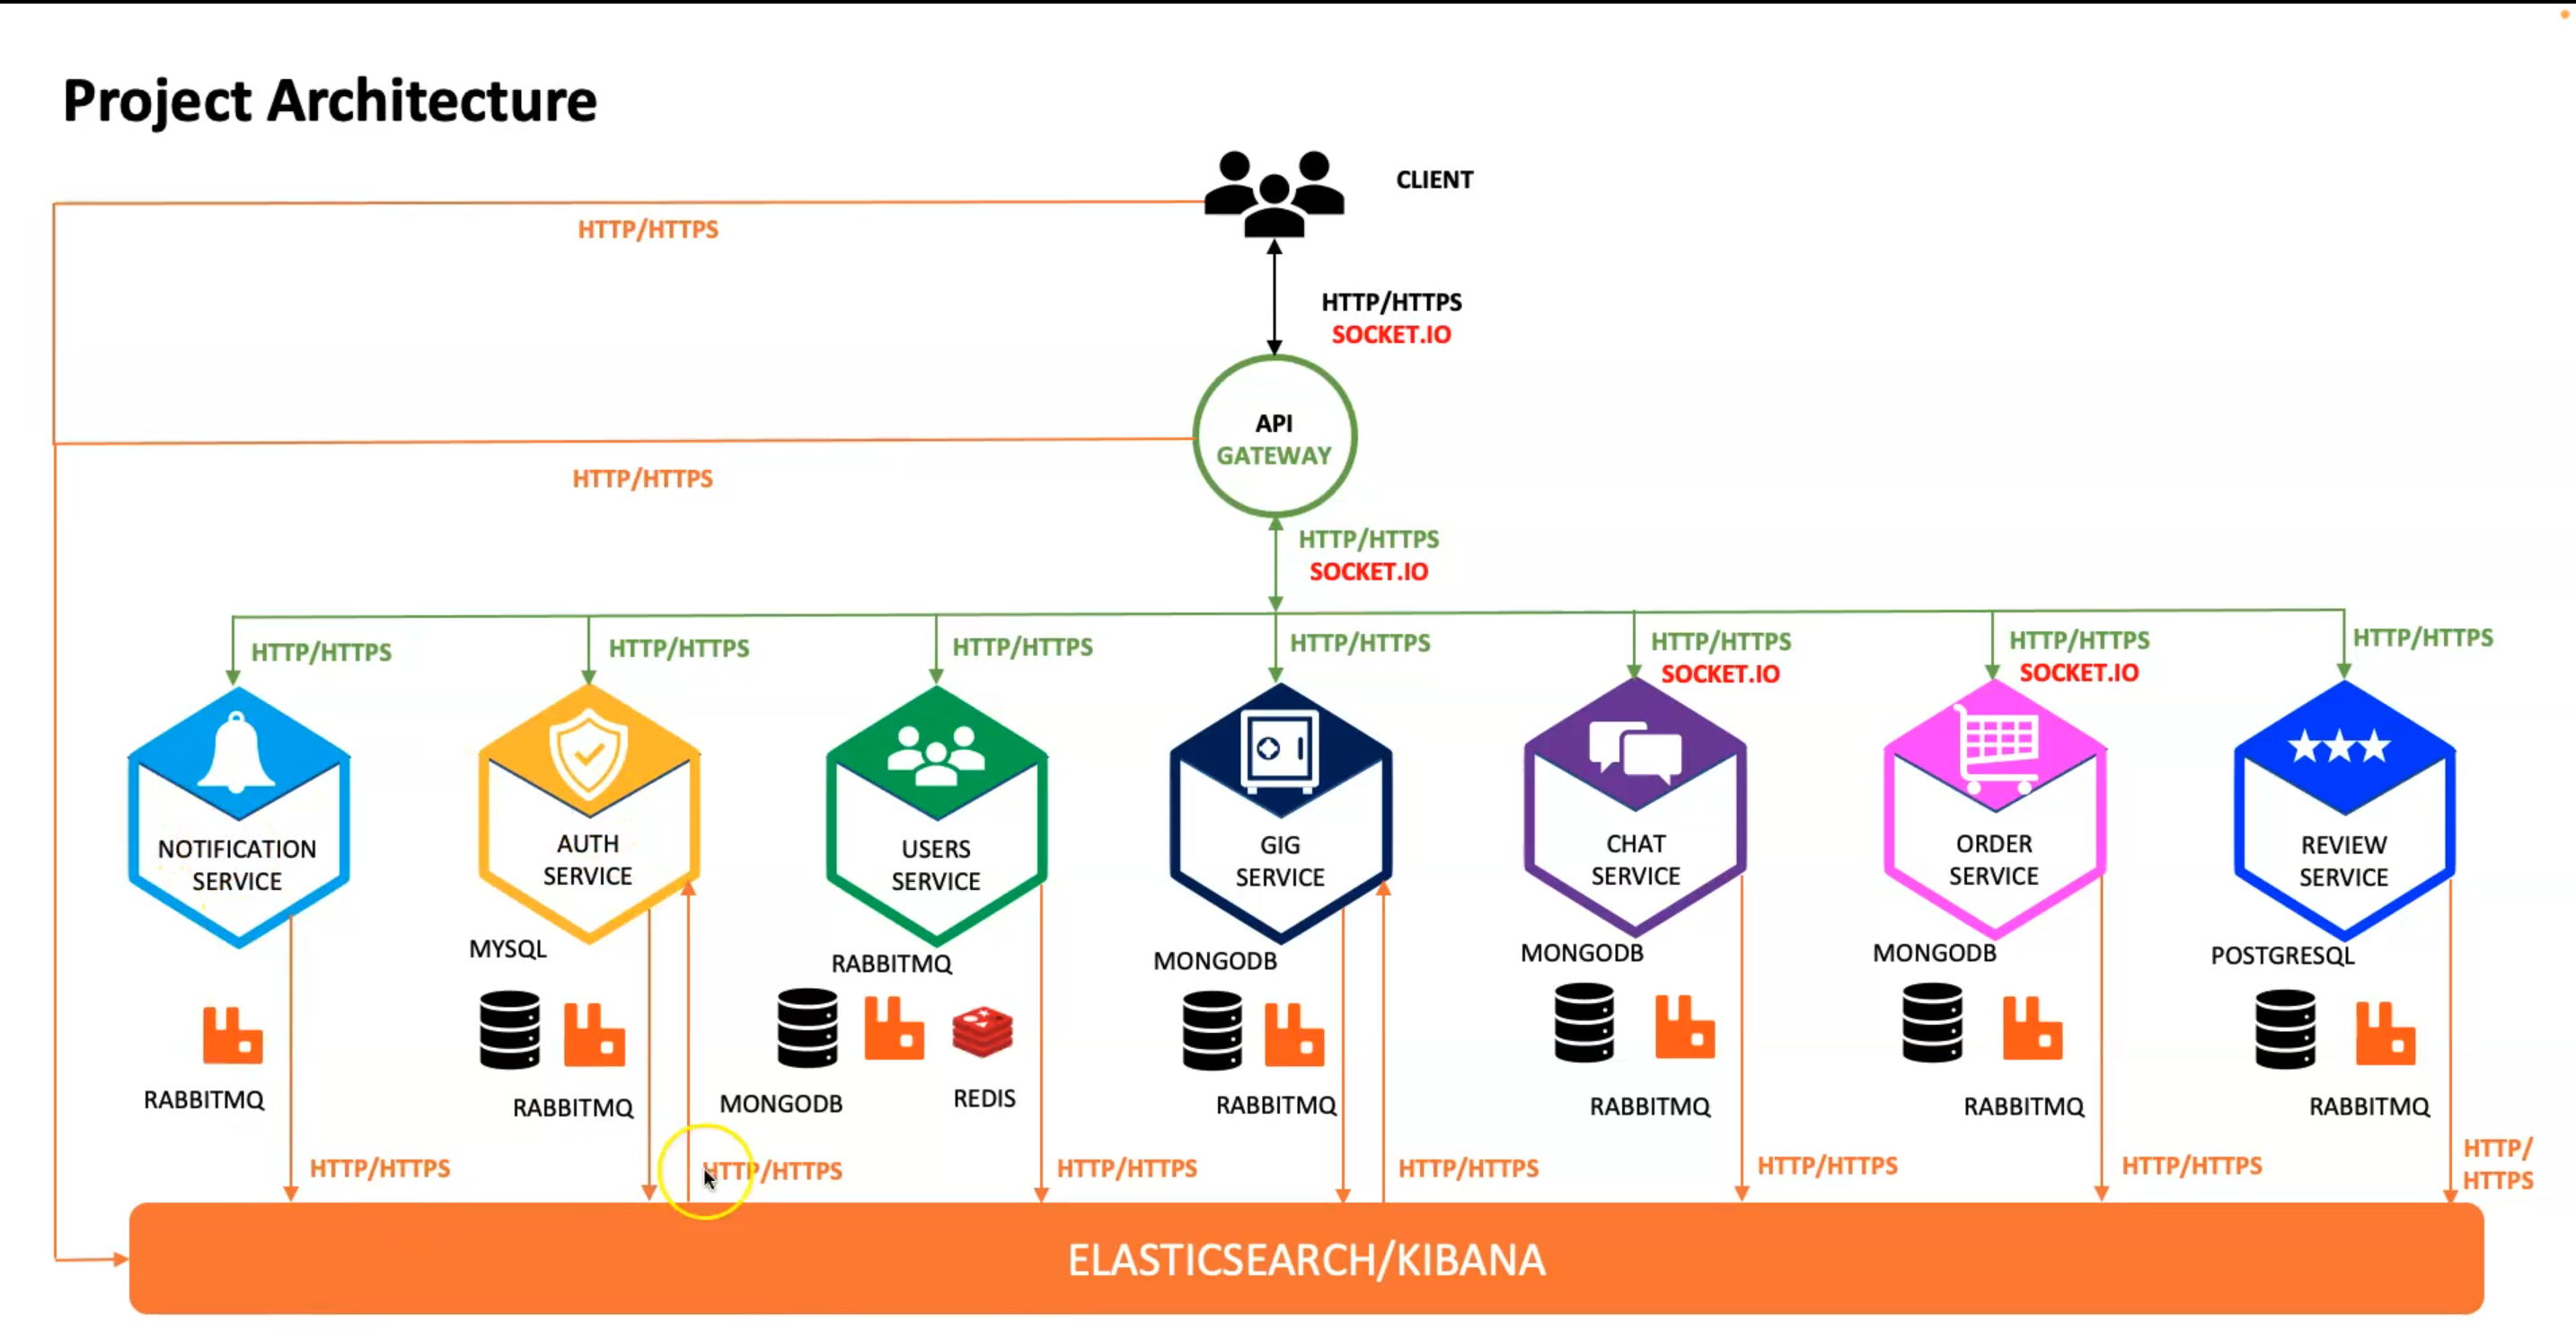 Project Architecture
CLIENT
HTTP/HTTPS
HTTP/HTTPS
SOCKET.IO
API
GATEWAY
HTTP/HTTPS
HTTP/HTTPS
SOCKET.IO
HTTP/HTTPS
HTTP/HTTPS
HTTP/HTTPS
HTTP/HTTPS
HTTP/HTTPS
SOCKET.IO
HTTP/HTTPS
SOCKET.IO
HTTP/HTTPS
NOTIFICATION
SERVICE
AUTH
SERVICE
USERS
SERVICE
GIG
SERVICE
CHAT
SERVICE
ORDER
SERVICE
REVIEW
SERVICE
MYSQL
RABBITMQ
MONGODB
MONGODB
MONGODB
POSTGRESQL
RABBITMQ
RABBITMQ
MONGODB
REDIS
RABBITMQ
RABBITMQ
RABBITMQ
RABBITMQ
HTTP/HTTPS
HTTP/HTTPS
HTTP/HTTPS
HTTP/HTTPS
HTTP/HTTPS
HTTP/HTTPS
HTTP/
HTTPS
ELASTICSEARCH/KIBANA